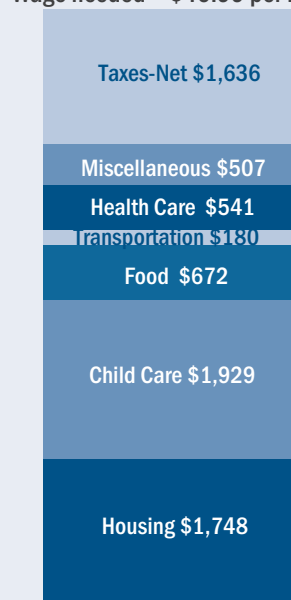 Taxes-Net $1,636
Miscellaneous $507
Health Care $541
Transportation $180
Food $672
Child Care $1,929
Housing $1,748